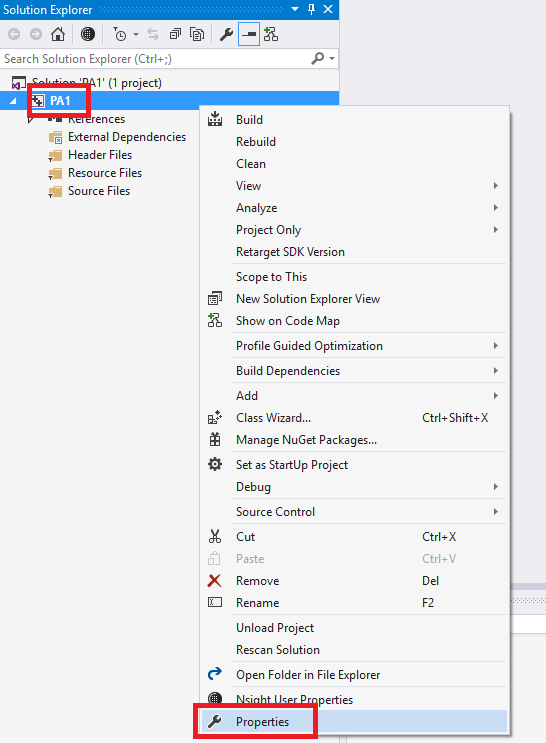 Solution Explorer
Search Solution Explorer (Ctrl+;)
Solution 'PA1' (1 project)
PA1
References
External Dependencies
Header Files
Resource Files
Source Files
Build
Rebuild
Clean
View
Analyze
Project Only
Retarget SDK Version
Scope to This
New Solution Explorer View
Show on Code Map
Profile Guided Optimization
Build Dependencies
Add
Class Wizard... Ctrl+Shift+X
Manage NuGet Packages...
Set as StartUp Project
Debug
Source Control
Cut Ctrl+X
Paste Ctrl+V
Remove Del
Rename F2
Unload Project
Rescan Solution
Open Folder in File Explorer
Nsight User Properties
Properties